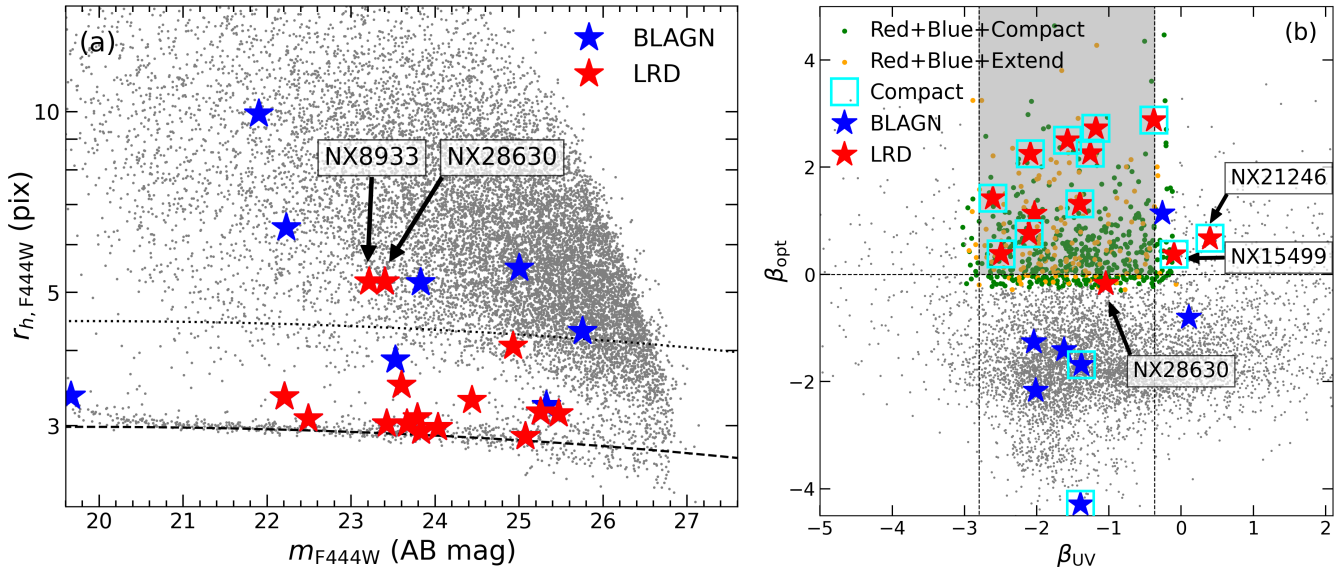 (a)
BLAGN
LRD
NX8933
NX28630
10
5
3
r_h, F444W (pix)
20 21 22 23 24 25 26 27
m_F444W (AB mag)
(b)
Red+Blue+Compact
Red+Blue+Extend
Compact
BLAGN
LRD
NX21246
NX15499
NX28630
4
2
0
−2
−4
β_opt
−5 −4 −3 −2 −1 0 1 2
β_UV